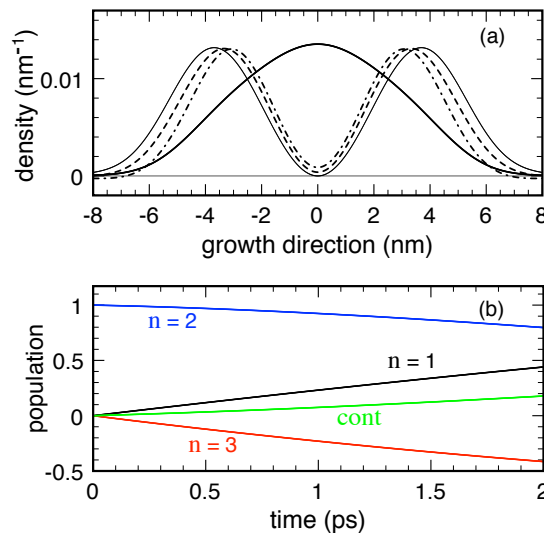 (a)
density (nm⁻¹)
0.01
0
-8 -6 -4 -2 0 2 4 6 8
growth direction (nm)
(b)
population
1
n = 2
0.5
n = 1
cont
0
n = 3
-0.5
0 0.5 1 1.5 2
time (ps)